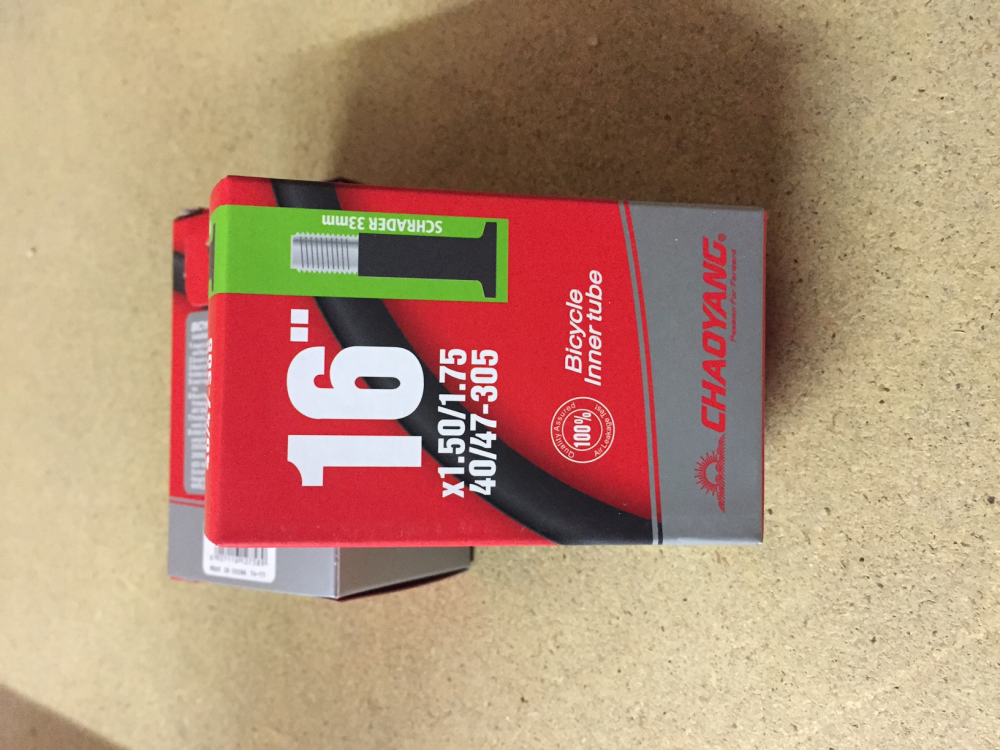 16"
x1.50/1.75
40/47-305
SCHRADER 33mm
Quality Assured
100%
Air Leakage Test
Bicycle
Inner tube
CHAOYANG®